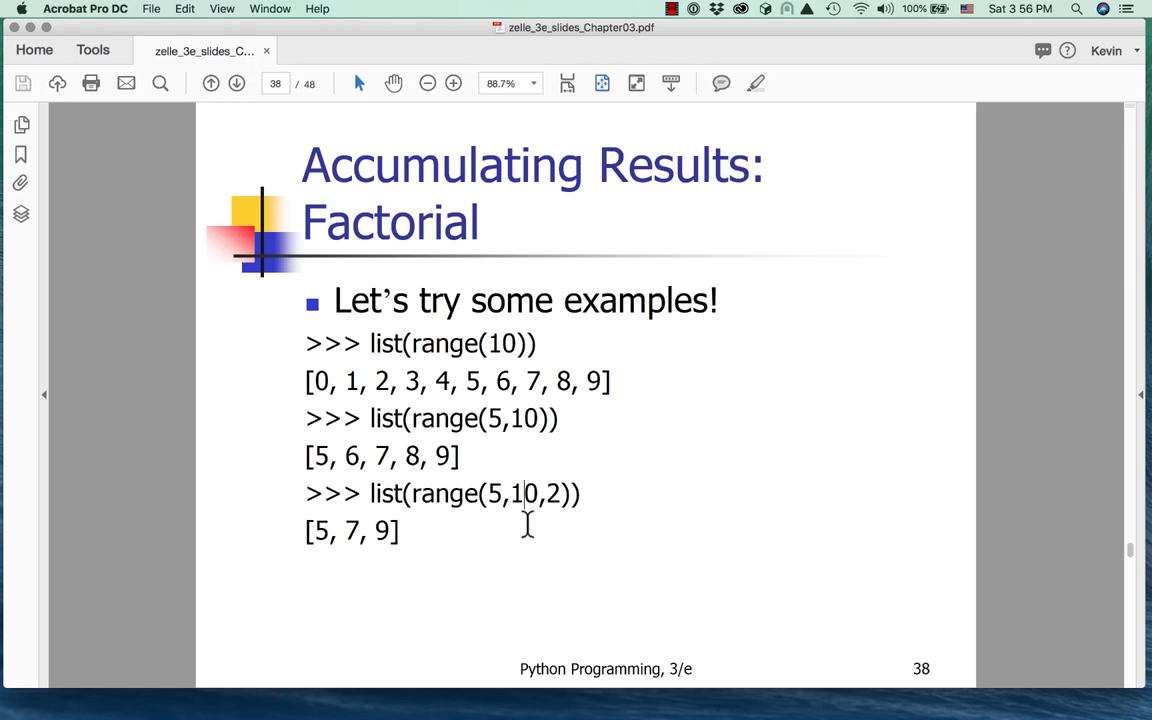 Acrobat Pro DC File Edit View Window Help 100% Sat 3 56 PM
zelle_3e_slides_Chapter03.pdf
Home Tools zelle_3e_slides_C... × Kevin
38 / 48 88.7%
Accumulating Results:
Factorial
Let’s try some examples!
>>> list(range(10))
[0, 1, 2, 3, 4, 5, 6, 7, 8, 9]
>>> list(range(5,10))
[5, 6, 7, 8, 9]
>>> list(range(5,10,2))
[5, 7, 9]
Python Programming, 3/e 38